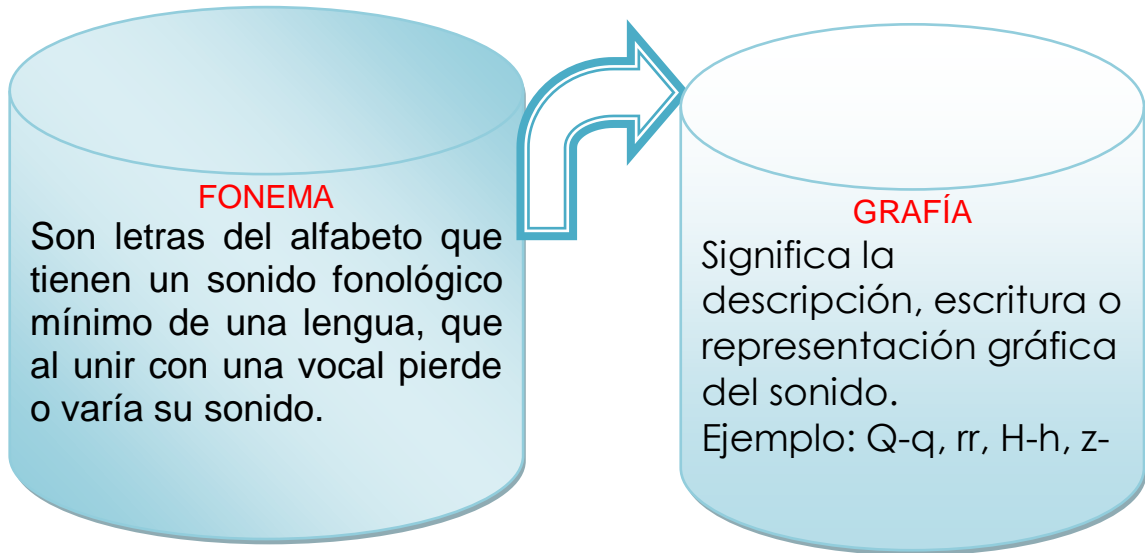 FONEMA
Son letras del alfabeto que
tienen un sonido fonológico
mínimo de una lengua, que
al unir con una vocal pierde
o varía su sonido.
GRAFÍA
Significa la
descripción, escritura o
representación gráfica
del sonido.
Ejemplo: Q-q, rr, H-h, z-